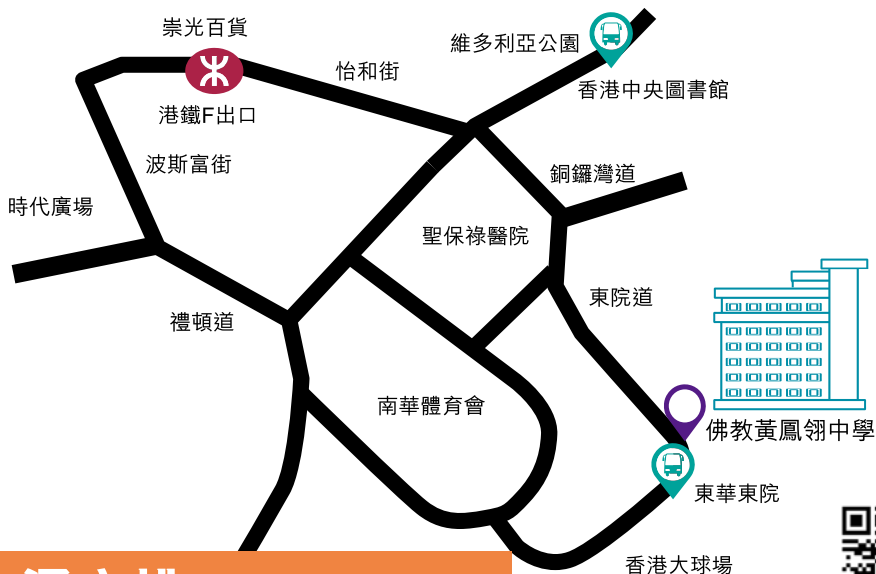 崇光百貨
維多利亞公園
怡和街
香港中央圖書館
港鐵F出口
波斯富街
銅鑼灣道
時代廣場
聖保祿醫院
東院道
禮頓道
南華體育會
佛教黃鳳翎中學
東華東院
香港大球場